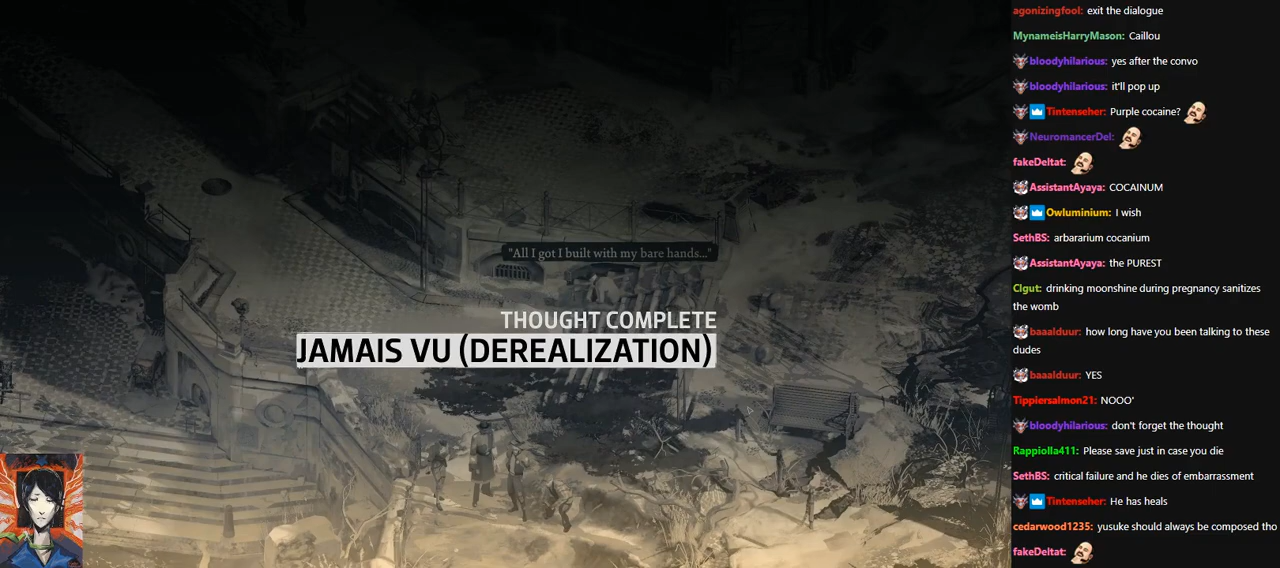 "All I got I built with my bare hands..."
THOUGHT COMPLETE
JAMAIS VU (DEREALIZATION)
agonizingfool: exit the dialogue
MynameisHarryMason: Caillou
bloodyhilarious: yes after the convo
bloodyhilarious: it'll pop up
Tintenseher: Purple cocaine?
NeuromancerDel:
fakeDeltat:
AssistantAyaya: COCAINUM
Owluminium: I wish
SethBS: arbararium cocanium
AssistantAyaya: the PUREST
Clgut: drinking moonshine during pregnancy sanitizes
the womb
baaalduur: how long have you been talking to these
dudes
baaalduur: YES
Tippiersalmon21: NOOO'
bloodyhilarious: don't forget the thought
Rappiolla411: Please save just in case you die
SethBS: critical failure and he dies of embarrassment
Tintenseher: He has heals
cedarwood1235: yusuke should always be composed tho
fakeDeltat: